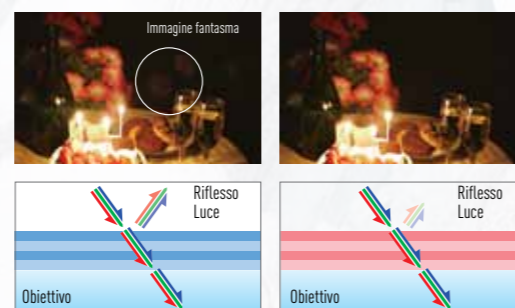 Immagine fantasma
Riflesso
Luce
Obiettivo
Riflesso
Luce
Obiettivo